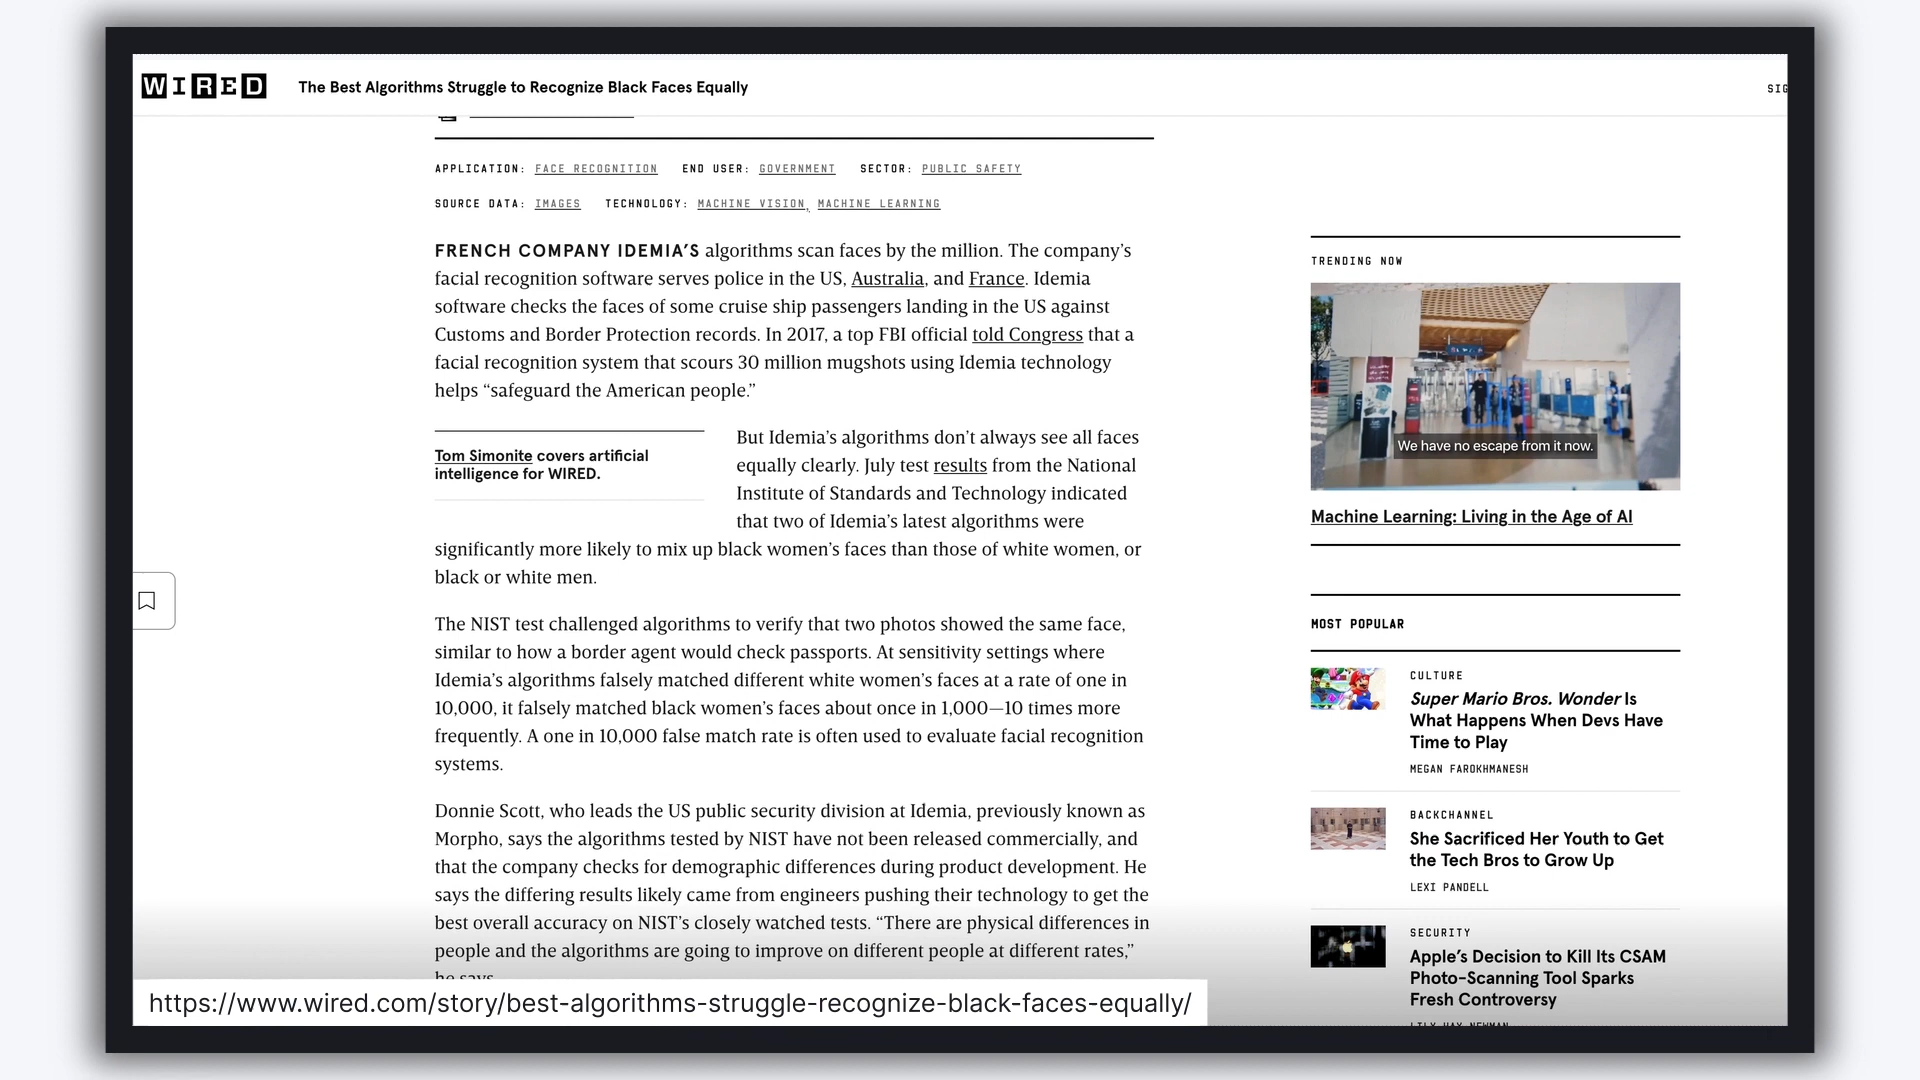 WIRED
The Best Algorithms Struggle to Recognize Black Faces Equally
SIG
APPLICATION: FACE RECOGNITION END USER: GOVERNMENT SECTOR: PUBLIC SAFETY
SOURCE DATA: IMAGES TECHNOLOGY: MACHINE VISION, MACHINE LEARNING
FRENCH COMPANY IDEMIA’S algorithms scan faces by the million. The company’s
facial recognition software serves police in the US, Australia, and France. Idemia
software checks the faces of some cruise ship passengers landing in the US against
Customs and Border Protection records. In 2017, a top FBI official told Congress that a
facial recognition system that scours 30 million mugshots using Idemia technology
helps “safeguard the American people.”
Tom Simonite covers artificial
intelligence for WIRED.
But Idemia’s algorithms don’t always see all faces
equally clearly. July test results from the National
Institute of Standards and Technology indicated
that two of Idemia’s latest algorithms were
significantly more likely to mix up black women’s faces than those of white women, or
black or white men.
The NIST test challenged algorithms to verify that two photos showed the same face,
similar to how a border agent would check passports. At sensitivity settings where
Idemia’s algorithms falsely matched different white women’s faces at a rate of one in
10,000, it falsely matched black women’s faces about once in 1,000—10 times more
frequently. A one in 10,000 false match rate is often used to evaluate facial recognition
systems.
Donnie Scott, who leads the US public security division at Idemia, previously known as
Morpho, says the algorithms tested by NIST have not been released commercially, and
that the company checks for demographic differences during product development. He
says the differing results likely came from engineers pushing their technology to get the
best overall accuracy on NIST’s closely watched tests. “There are physical differences in
people and the algorithms are going to improve on different people at different rates,”
he says.
TRENDING NOW
We have no escape from it now.
Machine Learning: Living in the Age of AI
MOST POPULAR
CULTURE
Super Mario Bros. Wonder Is
What Happens When Devs Have
Time to Play
MEGAN FAROKHMANESH
BACKCHANNEL
She Sacrificed Her Youth to Get
the Tech Bros to Grow Up
LEXI PANDELL
SECURITY
Apple’s Decision to Kill Its CSAM
Photo-Scanning Tool Sparks
Fresh Controversy
LILY HAY NEWMAN
https://www.wired.com/story/best-algorithms-struggle-recognize-black-faces-equally/